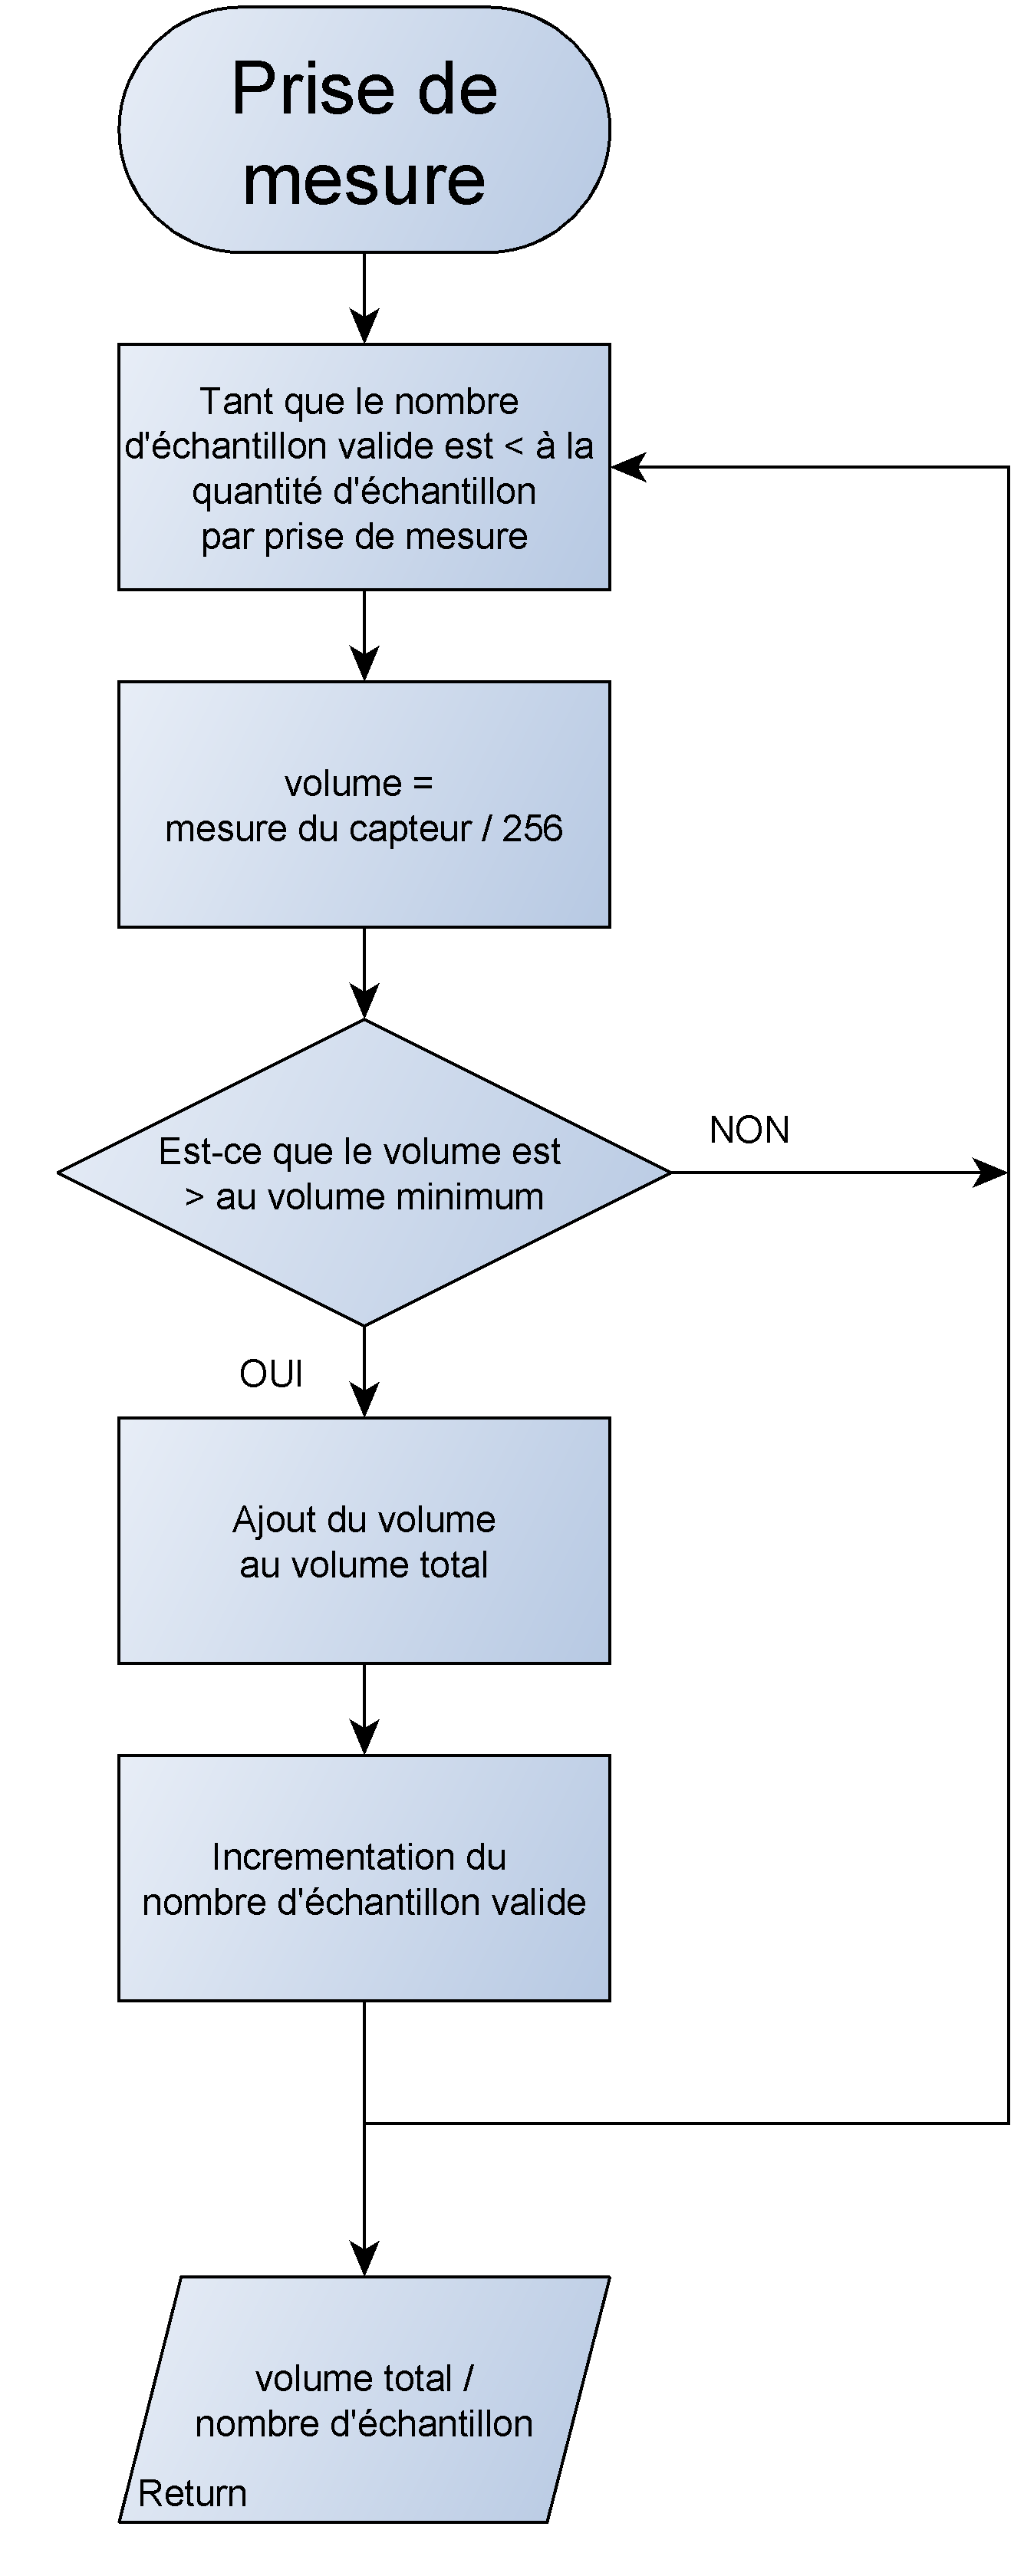 Prise de
mesure
Tant que le nombre
d'échantillon valide est < à la
quantité d'échantillon
par prise de mesure
volume =
mesure du capteur / 256
Est-ce que le volume est
> au volume minimum
NON
OUI
Ajout du volume
au volume total
Incrementation du
nombre d'échantillon valide
volume total /
nombre d'échantillon
Return